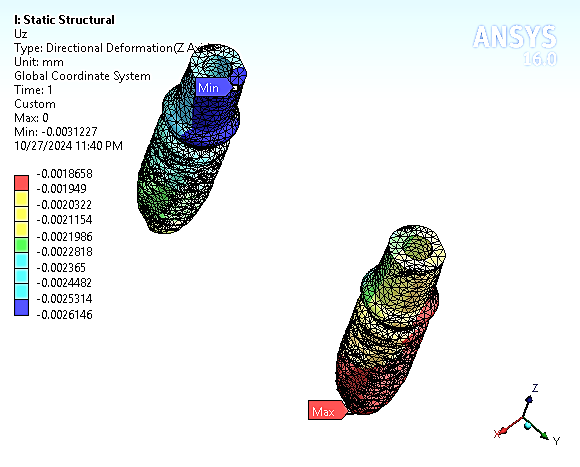 I: Static Structural
Uz
Type: Directional Deformation(Z Axis)
Unit: mm
Global Coordinate System
Time: 1
Custom
Max: 0
Min: -0.0031227
10/27/2024 11:40 PM
-0.0018658
-0.001949
-0.0020322
-0.0021154
-0.0021986
-0.0022818
-0.002365
-0.0024482
-0.0025314
-0.0026146
ANSYS
16.0
Min
Max
Z
X
Y